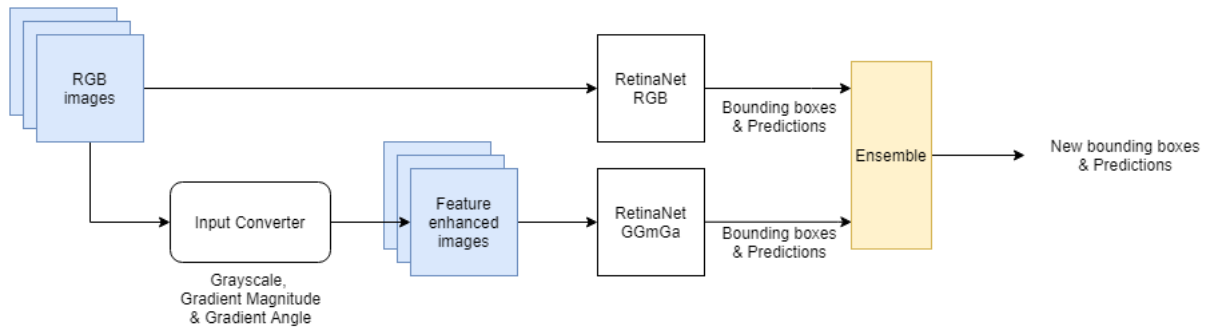 RGB
images
RetinaNet
RGB
Bounding boxes
& Predictions
Ensemble
New bounding boxes
& Predictions
Input Converter
Grayscale,
Gradient Magnitude
& Gradient Angle
Feature
enhanced
images
RetinaNet
GGmGa
Bounding boxes
& Predictions